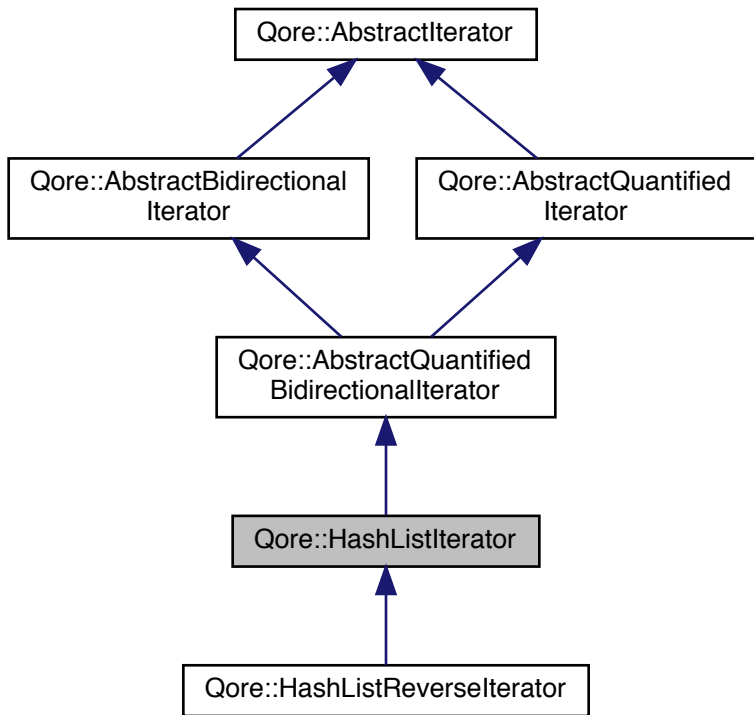 Qore::AbstractIterator
Qore::AbstractBidirectional
Iterator
Qore::AbstractQuantified
Iterator
Qore::AbstractQuantified
BidirectionalIterator
Qore::HashListIterator
Qore::HashListReverseIterator